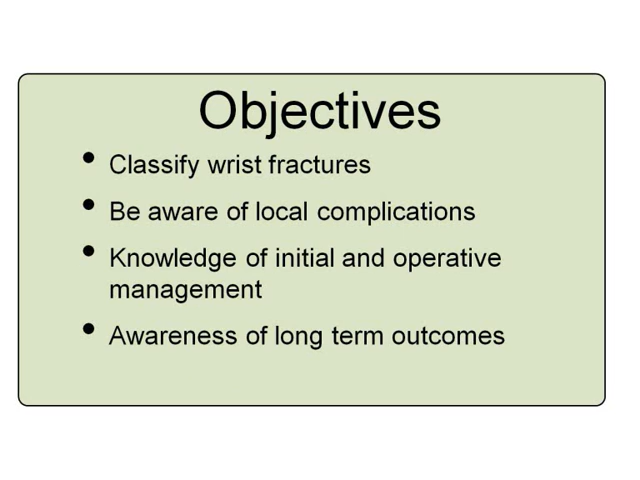 Objectives
• Classify wrist fractures
• Be aware of local complications
• Knowledge of initial and operative
management
• Awareness of long term outcomes